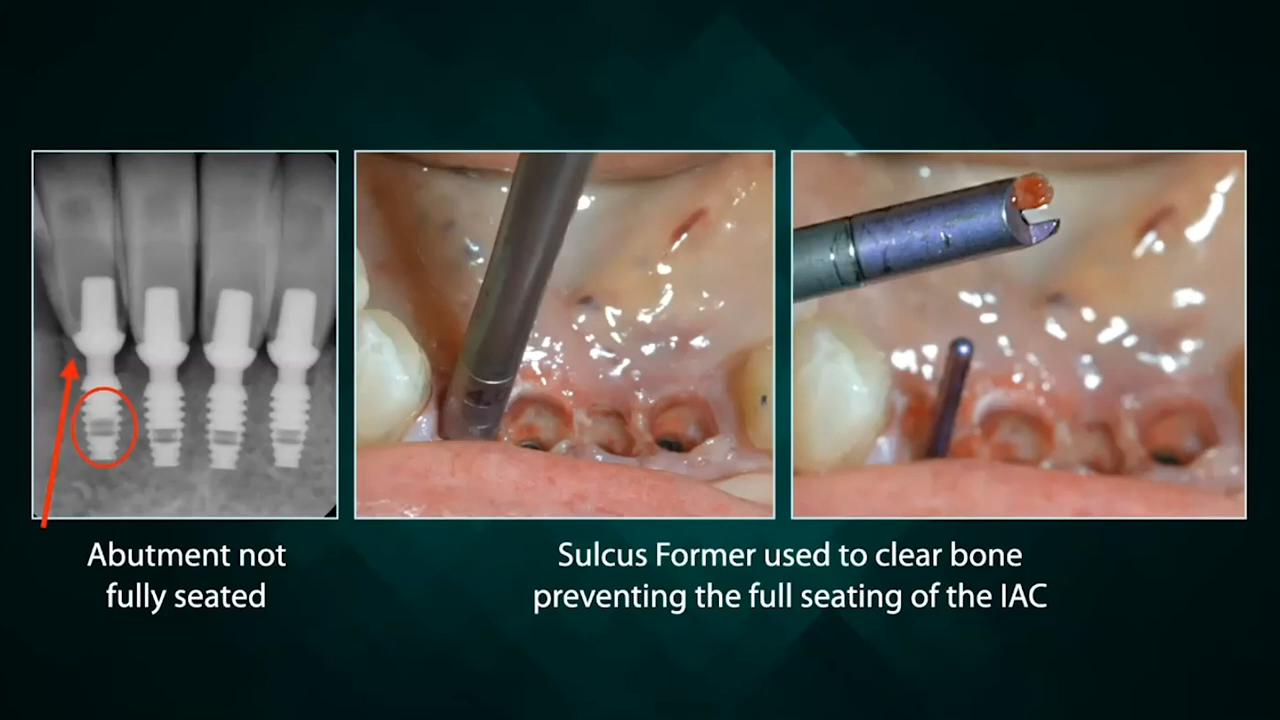 Abutment not
fully seated
Sulcus Former used to clear bone
preventing the full seating of the IAC